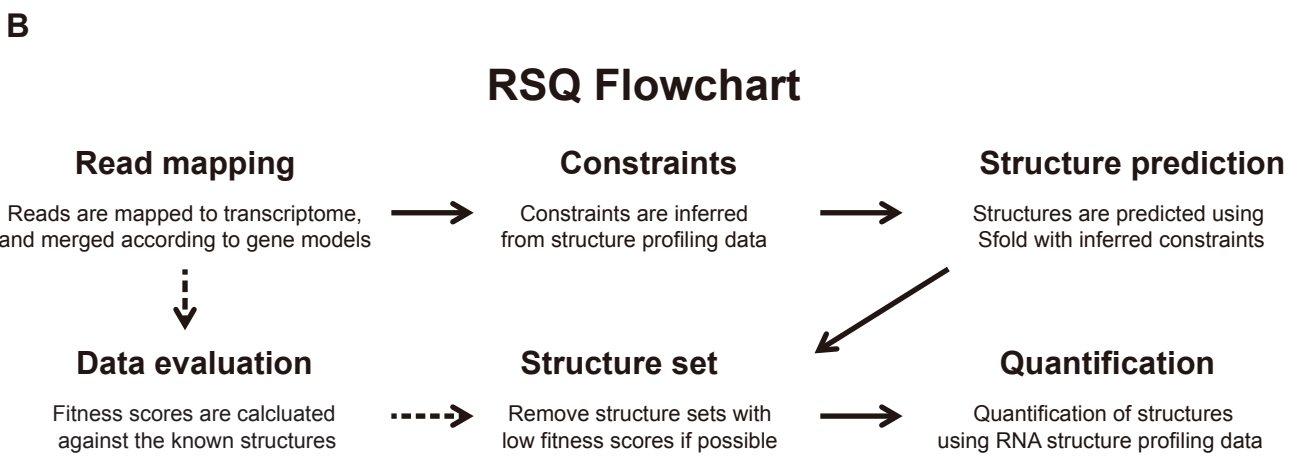 B
RSQ Flowchart
Read mapping
Reads are mapped to transcriptome,
and merged according to gene models
Constraints
Constraints are inferred
from structure profiling data
Structure prediction
Structures are predicted using
Sfold with inferred constraints
Data evaluation
Fitness scores are calcluated
against the known structures
Structure set
Remove structure sets with
low fitness scores if possible
Quantification
Quantification of structures
using RNA structure profiling data